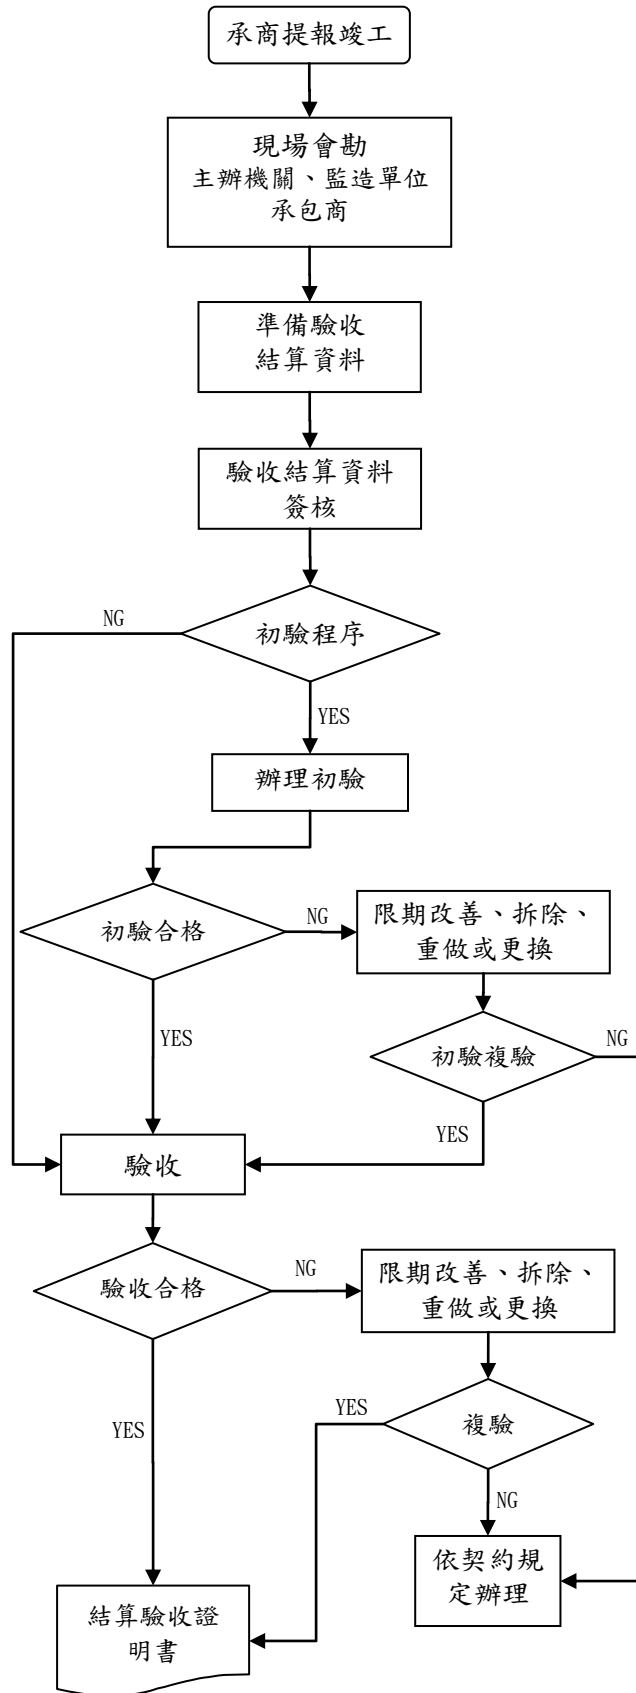 承商提報竣工
現場會勘
主辦機關、監造單位
承包商
準備驗收
結算資料
驗收結算資料
簽核
NG
初驗程序
YES
辦理初驗
初驗合格
NG
限期改善、拆除、
重做或更換
YES
初驗複驗
NG
YES
驗收
驗收合格
NG
限期改善、拆除、
重做或更換
YES
YES
複驗
NG
依契約規
定辦理
結算驗收證
明書